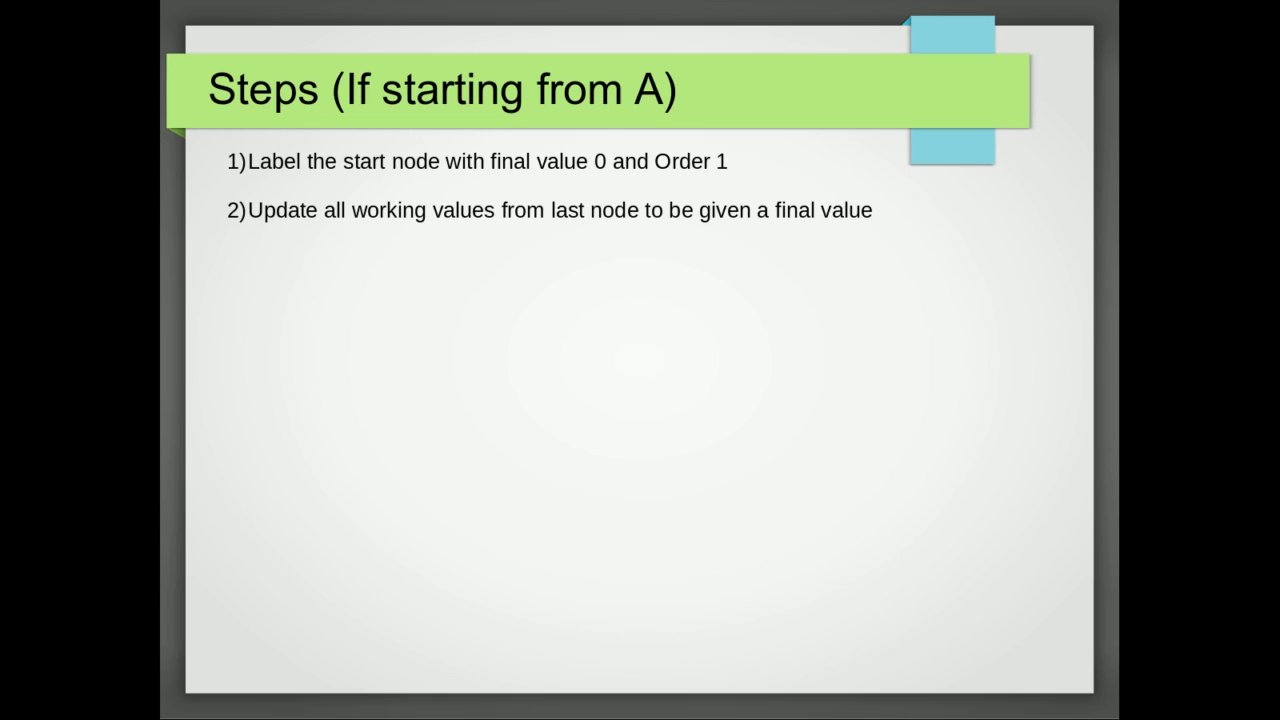 Steps (If starting from A)
1)Label the start node with final value 0 and Order 1
2)Update all working values from last node to be given a final value